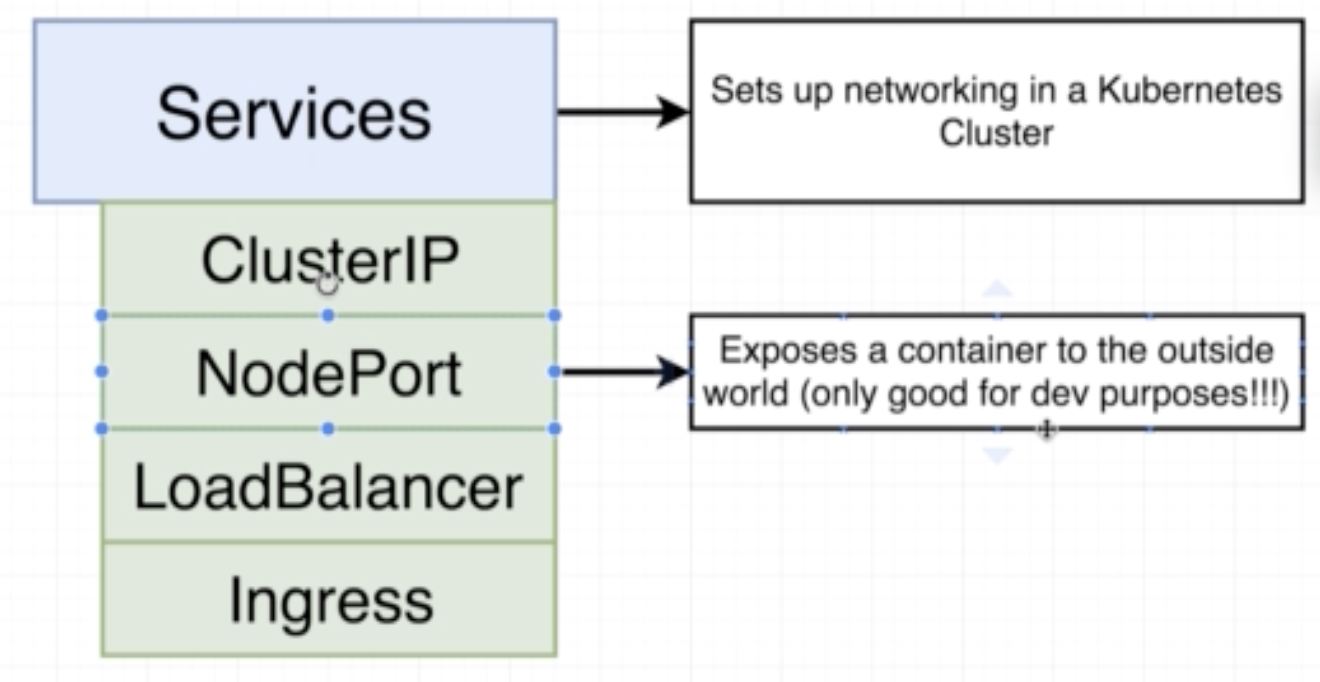 Services
Sets up networking in a Kubernetes
Cluster
ClusterIP
NodePort
Exposes a container to the outside
world (only good for dev purposes!!!)
LoadBalancer
Ingress